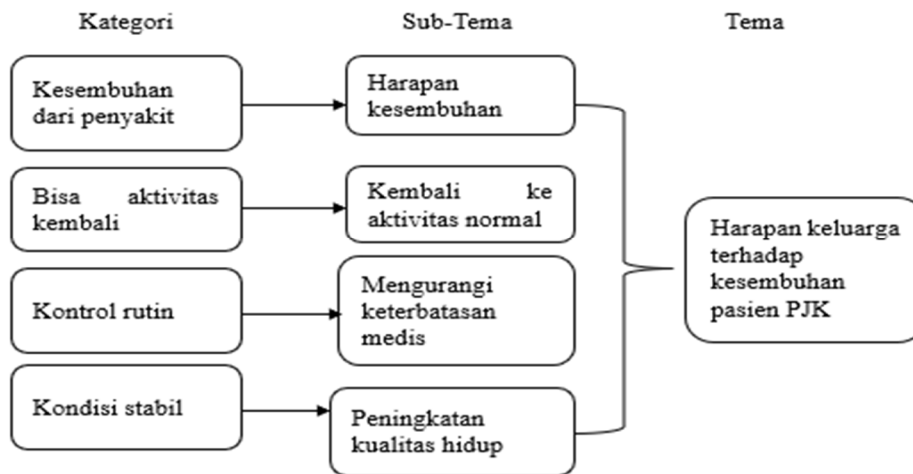 Kategori
Sub-Tema
Tema
Kesembuhan
dari penyakit
Harapan
kesembuhan
Bisa aktivitas
kembali
Kembali ke
aktivitas normal
Kontrol rutin
Mengurangi
keterbatasan
medis
Kondisi stabil
Peningkatan
kualitas hidup
Harapan keluarga
terhadap
kesembuhan
pasien PJK